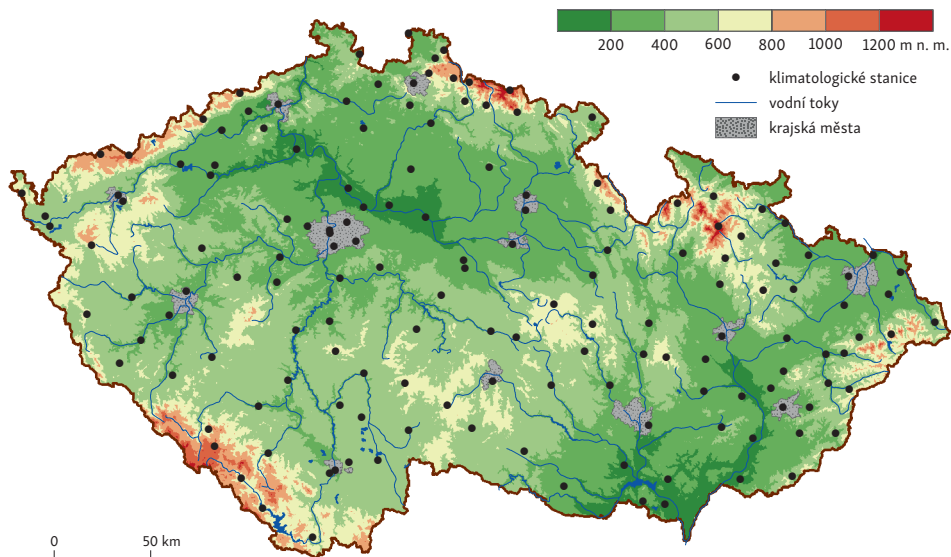 200 400 600 800 1000 1200 m n. m.
klimatologické stanice
vodní toky
krajská města
0 50 km